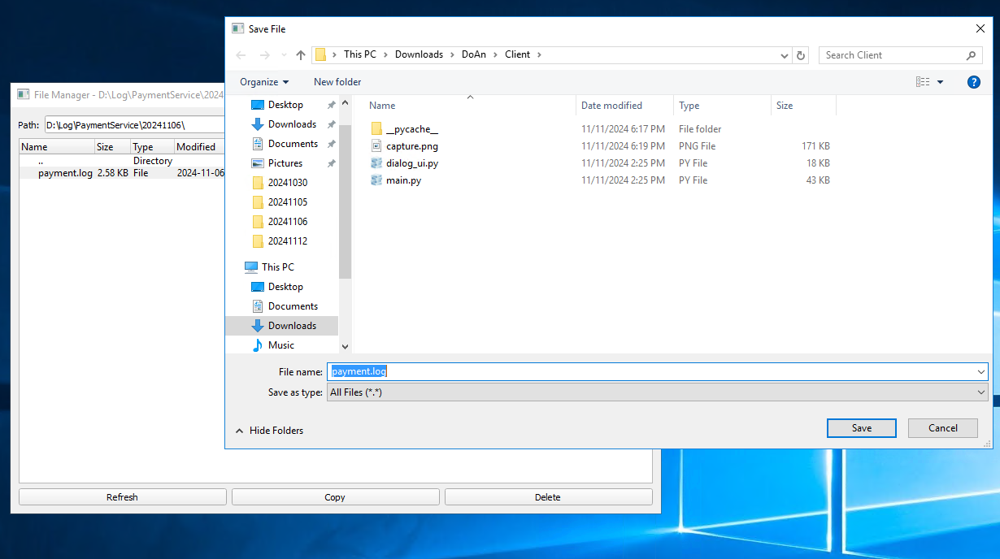 Save File
This PC > Downloads > DoAn > Client >
Search Client
Organize
New folder
?
File Manager - D:\Log\PaymentService\2024
Path: D:\Log\PaymentService\20241106\
Name Size Type Modified
.. Directory
payment.log 2.58 KB File 2024-11-06
Desktop
Downloads
Documents
Pictures
20241030
20241105
20241106
20241112
This PC
Desktop
Documents
Downloads
Music
Name Date modified Type Size
__pycache__ 11/11/2024 6:17 PM File folder
capture.png 11/11/2024 6:19 PM PNG File 171 KB
dialog_ui.py 11/11/2024 2:25 PM PY File 18 KB
main.py 11/11/2024 2:25 PM PY File 43 KB
File name: payment.log
Save as type: All Files (*.*)
Hide Folders
Save
Cancel
Refresh
Copy
Delete